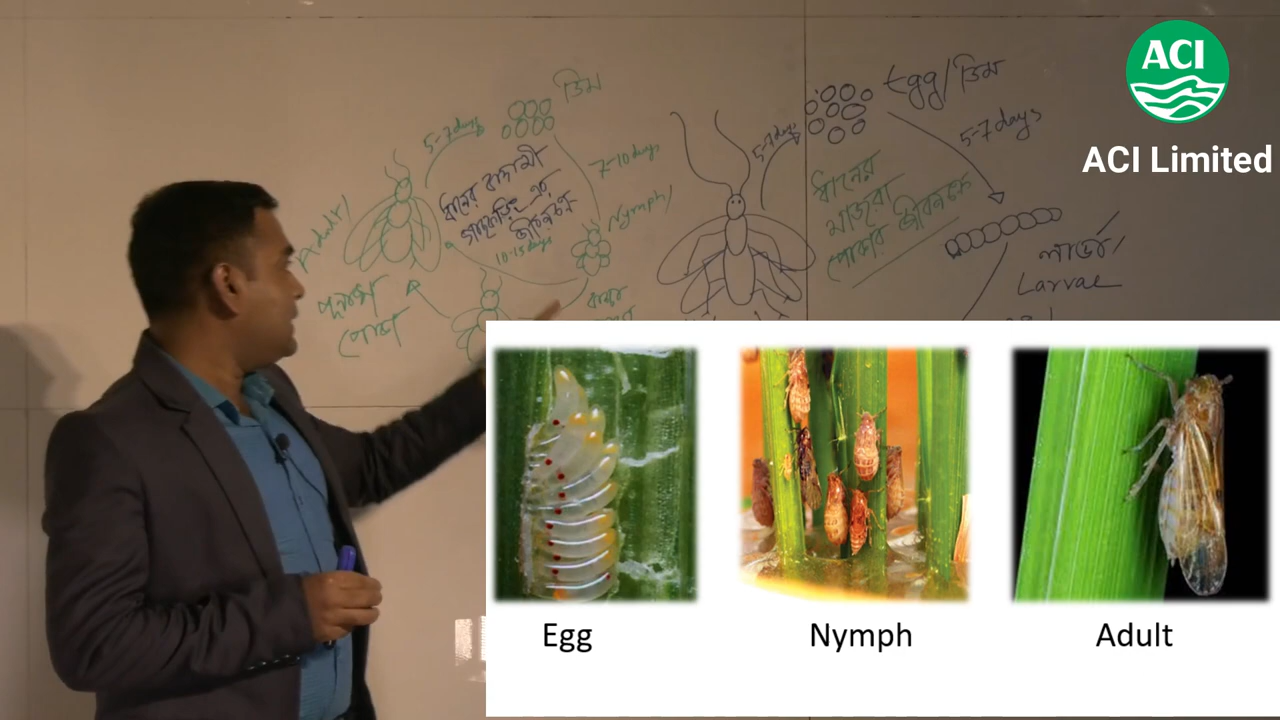 ACI
ACI Limited
ডিম
5-7 days
7-10 days
ধানের বাদামী
গাছফড়িং এর
জীবনচক্র
10-15 days
Nymph/
বাচ্চা
Adult/
পূর্ণাঙ্গ
পোকা
Egg/ডিম
5-7 days
5-7 days
ধানের
মাজরা
পোকার জীবনচক্র
লার্ভা/
Larvae
Egg
Nymph
Adult